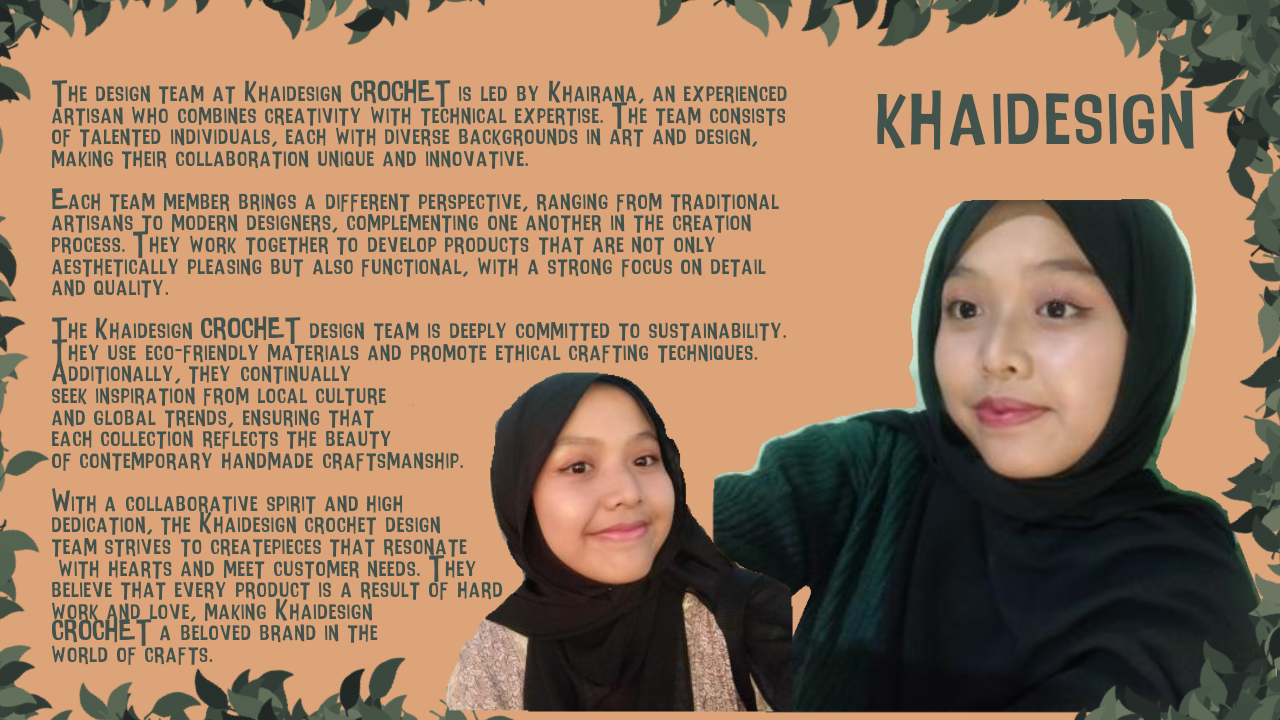 The design team at Khaidesign CROCHET is led by Khairana, an experienced
artisan who combines creativity with technical expertise. The team consists
of talented individuals, each with diverse backgrounds in art and design,
making their collaboration unique and innovative.
Each team member brings a different perspective, ranging from traditional
artisans to modern designers, complementing one another in the creation
process. They work together to develop products that are not only
aesthetically pleasing but also functional, with a strong focus on detail
and quality.
The Khaidesign CROCHET design team is deeply committed to sustainability.
They use eco-friendly materials and promote ethical crafting techniques.
Additionally, they continually
seek inspiration from local culture
and global trends, ensuring that
each collection reflects the beauty
of contemporary handmade craftsmanship.
With a collaborative spirit and high
dedication, the Khaidesign crochet design
team strives to createpieces that resonate
with hearts and meet customer needs. They
believe that every product is a result of hard
work and love, making Khaidesign
CROCHET a beloved brand in the
world of crafts.
KHAIDESIGN